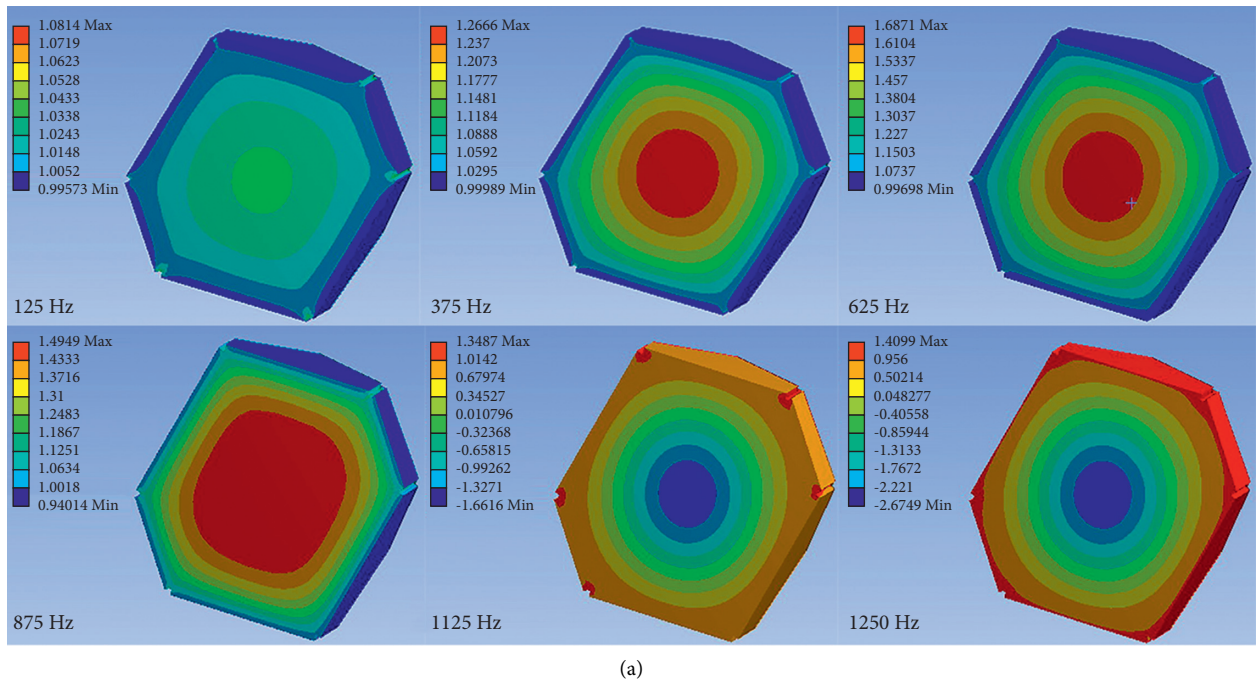 1.0814 Max
1.0719
1.0623
1.0528
1.0433
1.0338
1.0243
1.0148
1.0052
0.99573 Min
125 Hz
1.2666 Max
1.237
1.2073
1.1777
1.1481
1.1184
1.0888
1.0592
1.0295
0.99989 Min
375 Hz
1.6871 Max
1.6104
1.5337
1.457
1.3804
1.3037
1.227
1.1503
1.0737
0.99698 Min
625 Hz
1.4949 Max
1.4333
1.3716
1.31
1.2483
1.1867
1.1251
1.0634
1.0018
0.94014 Min
875 Hz
1.3487 Max
1.0142
0.67974
0.34527
0.010796
-0.32368
-0.65815
-0.99262
-1.3271
-1.6616 Min
1125 Hz
1.4099 Max
0.956
0.50214
0.048277
-0.40558
-0.85944
-1.3133
-1.7672
-2.221
-2.6749 Min
1250 Hz
(a)